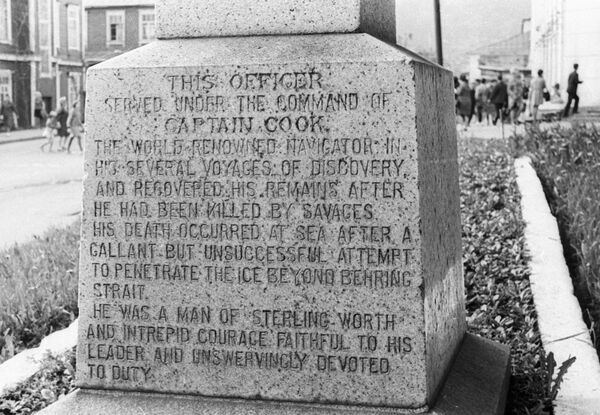 THIS OFFICER
SERVED UNDER THE COMMAND OF
CAPTAIN COOK.
THE WORLD RENOWNED NAVIGATOR, IN
HIS SEVERAL VOYAGES OF DISCOVERY,
AND RECOVERED HIS REMAINS AFTER
HE HAD BEEN KILLED BY SAVAGES.
HIS DEATH OCCURRED AT SEA AFTER A
GALLANT BUT UNSUCCESSFUL ATTEMPT
TO PENETRATE THE ICE BEYOND BEHRING
STRAIT.
HE WAS A MAN OF STERLING WORTH
AND INTREPID COURAGE, FAITHFUL TO HIS
LEADER AND UNSWERVINGLY DEVOTED
TO DUTY.